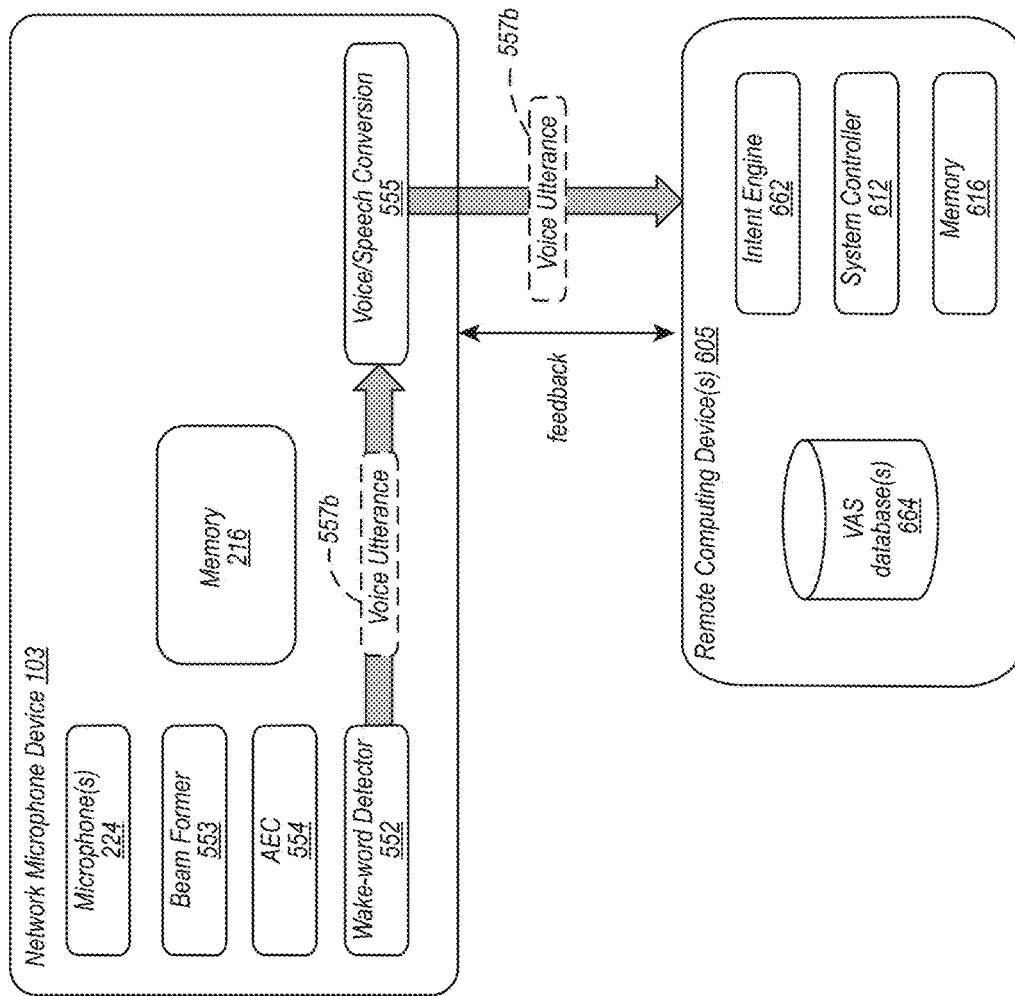 Network Microphone Device 103
Microphone(s)
224
Beam Former
553
AEC
554
Wake-word Detector
552
Memory
216
557b
Voice Utterance
Voice/Speech Conversion
555
feedback
Voice Utterance
557b
Remote Computing Device(s) 605
VAS
database(s)
664
Intent Engine
662
System Controller
612
Memory
616